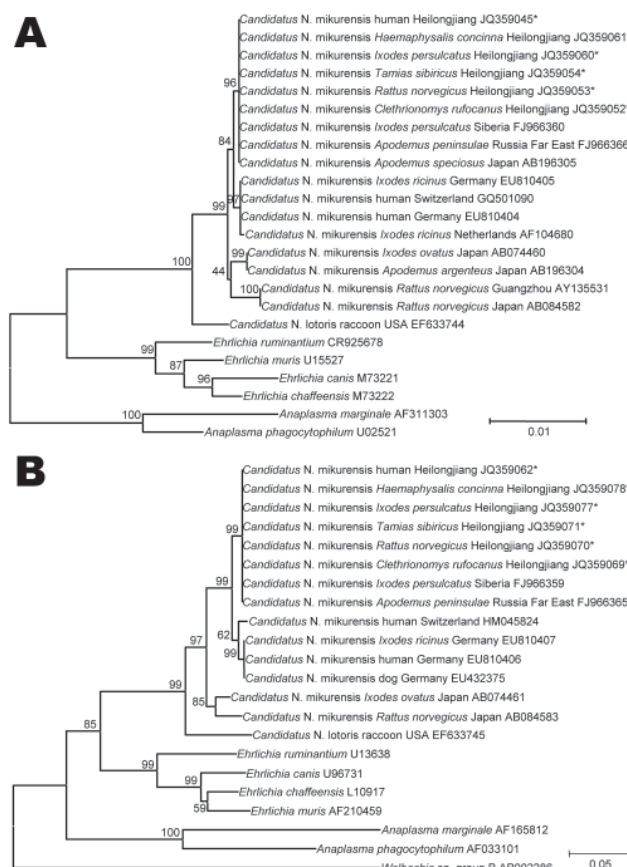 A
Candidatus N. mikurensis human Heilongjiang JQ359045*
Candidatus N. mikurensis Haemaphysalis concinna Heilongjiang JQ359061
Candidatus N. mikurensis Ixodes persulcatus Heilongjiang JQ359060*
96
Candidatus N. mikurensis Tamias sibiricus Heilongjiang JQ359054*
Candidatus N. mikurensis Rattus norvegicus Heilongjiang JQ359053*
Candidatus N. mikurensis Clethrionomys rufocanus Heilongjiang JQ359052*
Candidatus N. mikurensis Ixodes persulcatus Siberia FJ966360
84
Candidatus N. mikurensis Apodemus peninsulae Russia Far East FJ966366
Candidatus N. mikurensis Apodemus speciosus Japan AB196305
Candidatus N. mikurensis Ixodes ricinus Germany EU810405
97
Candidatus N. mikurensis human Switzerland GQ501090
99
Candidatus N. mikurensis human Germany EU810404
Candidatus N. mikurensis Ixodes ricinus Netherlands AF104680
99
Candidatus N. mikurensis Ixodes ovatus Japan AB074460
100
44
Candidatus N. mikurensis Apodemus argenteus Japan AB196304
100
Candidatus N. mikurensis Rattus norvegicus Guangzhou AY135531
Candidatus N. mikurensis Rattus norvegicus Japan AB084582
Candidatus N. lotoris raccoon USA EF633744
99
Ehrlichia ruminantium CR925678
87
Ehrlichia muris U15527
96
Ehrlichia canis M73221
Ehrlichia chaffeensis M73222
100
Anaplasma marginale AF311303
Anaplasma phagocytophilum U02521
0.01
B
Candidatus N. mikurensis human Heilongjiang JQ359062*
Candidatus N. mikurensis Haemaphysalis concinna Heilongjiang JQ359078*
Candidatus N. mikurensis Ixodes persulcatus Heilongjiang JQ359077*
99
Candidatus N. mikurensis Tamias sibiricus Heilongjiang JQ359071*
Candidatus N. mikurensis Rattus norvegicus Heilongjiang JQ359070*
Candidatus N. mikurensis Clethrionomys rufocanus Heilongjiang JQ359069*
99
Candidatus N. mikurensis Ixodes persulcatus Siberia FJ966359
Candidatus N. mikurensis Apodemus peninsulae Russia Far East FJ966365
Candidatus N. mikurensis human Switzerland HM045824
97
62
Candidatus N. mikurensis Ixodes ricinus Germany EU810407
99
Candidatus N. mikurensis human Germany EU810406
Candidatus N. mikurensis dog Germany EU432375
99
85
Candidatus N. mikurensis Ixodes ovatus Japan AB074461
Candidatus N. mikurensis Rattus norvegicus Japan AB084583
85
Candidatus N. lotoris raccoon USA EF633745
99
Ehrlichia ruminantium U13638
99
Ehrlichia canis U96731
Ehrlichia chaffeensis L10917
59
Ehrlichia muris AF210459
100
Anaplasma marginale AF165812
Anaplasma phagocytophilum AF033101
0.05